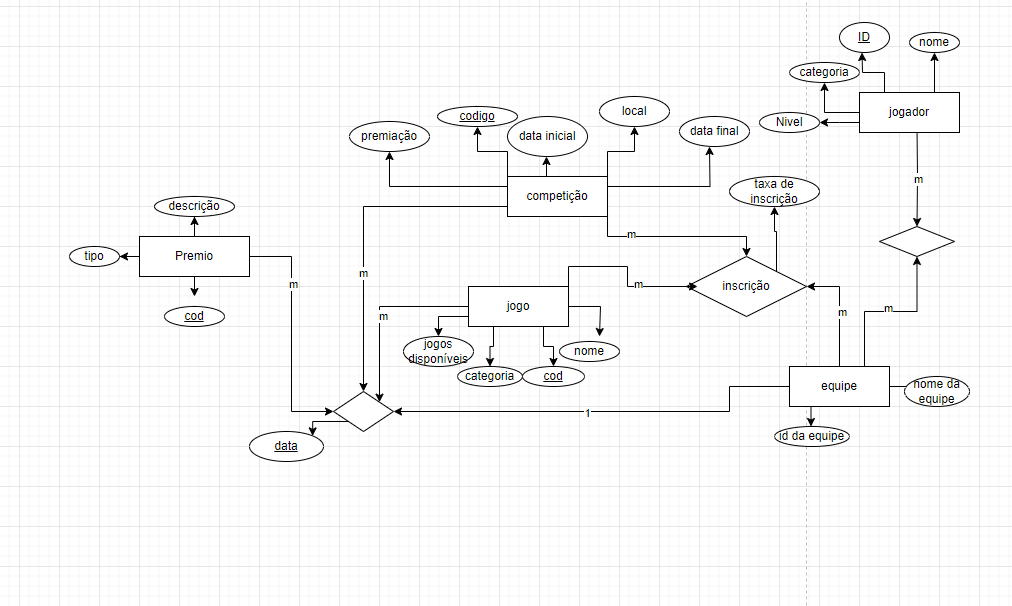 ID
nome
categoria
Nivel
jogador
m
codigo
local
premiação
data inicial
data final
competição
taxa de
inscrição
m
m
inscrição
descrição
tipo
Premio
cod
m
jogo
m
m
jogos
disponíveis
categoria
cod
nome
m
m
equipe
nome da
equipe
id da equipe
1
data